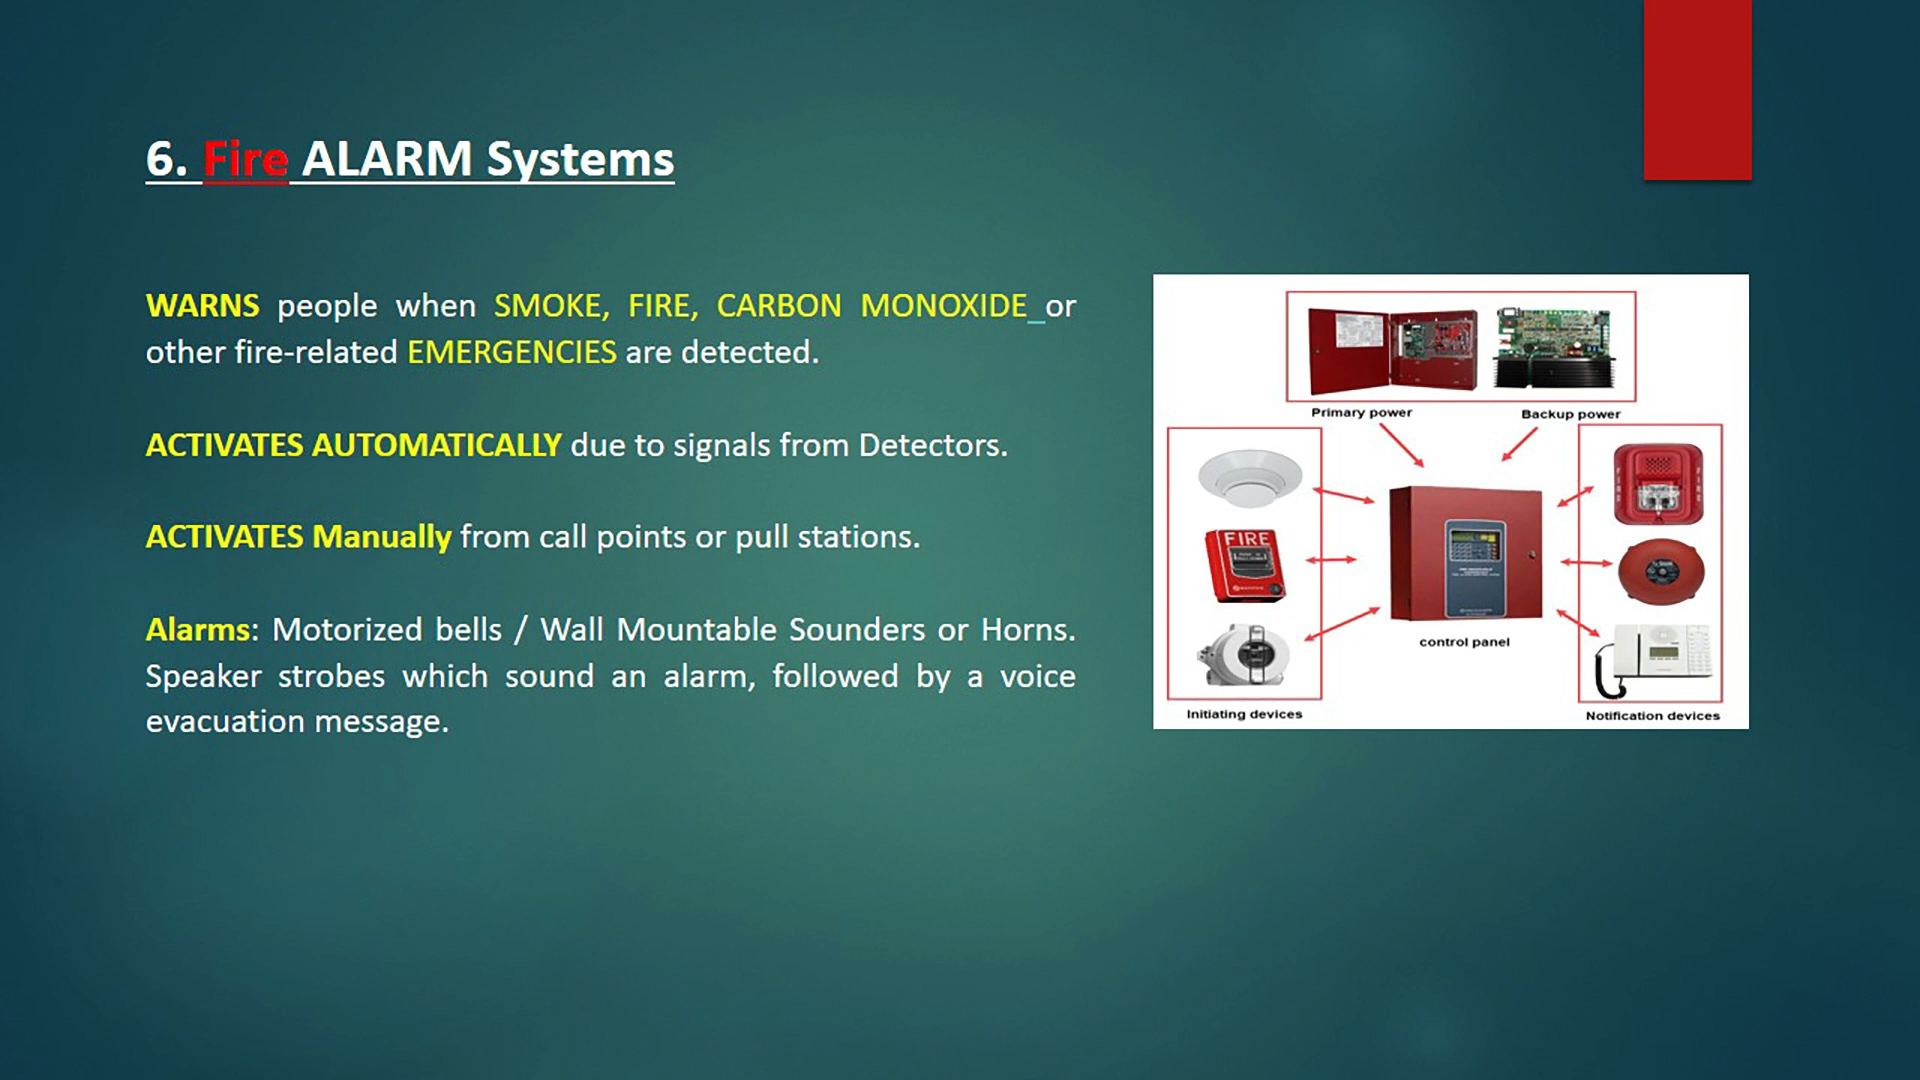 6. Fire ALARM Systems
WARNS people when SMOKE, FIRE, CARBON MONOXIDE or
other fire-related EMERGENCIES are detected.
ACTIVATES AUTOMATICALLY due to signals from Detectors.
ACTIVATES Manually from call points or pull stations.
Alarms: Motorized bells / Wall Mountable Sounders or Horns.
Speaker strobes which sound an alarm, followed by a voice
evacuation message.
Primary power
Backup power
FIRE
FIRE
FIRE
control panel
Initiating devices
Notification devices